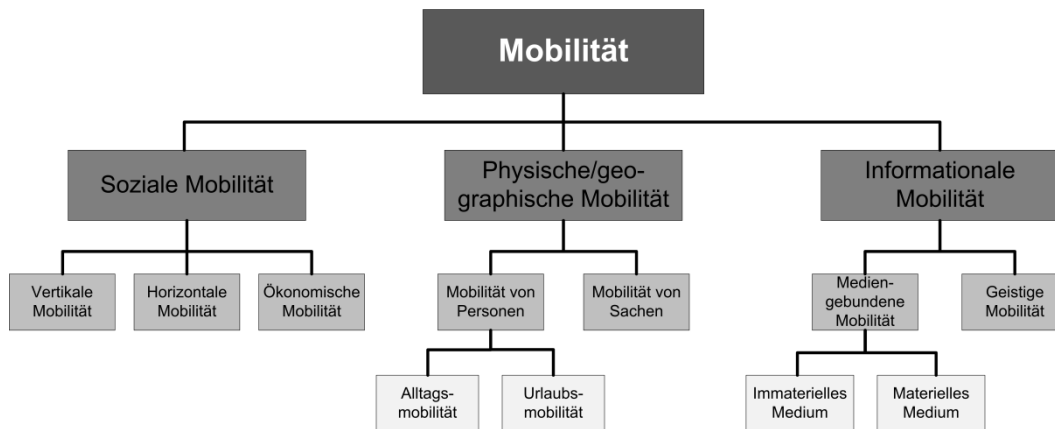 Mobilität
Soziale Mobilität
Physische/geo-
graphische Mobilität
Informationale
Mobilität
Vertikale
Mobilität
Horizontale
Mobilität
Ökonomische
Mobilität
Mobilität von
Personen
Mobilität von
Sachen
Medien-
gebundene
Mobilität
Geistige
Mobilität
Alltags-
mobilität
Urlaubs-
mobilität
Immaterielles
Medium
Materielles
Medium